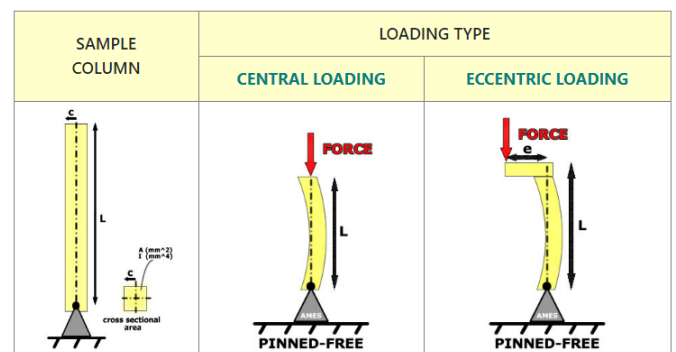 SAMPLE
COLUMN
LOADING TYPE
CENTRAL LOADING
ECCENTRIC LOADING
c
L
A (mm^2)
I (mm^4)
c
cross sectional
area
FORCE
L
AMES
PINNED-FREE
FORCE
e
L
AMES
PINNED-FREE